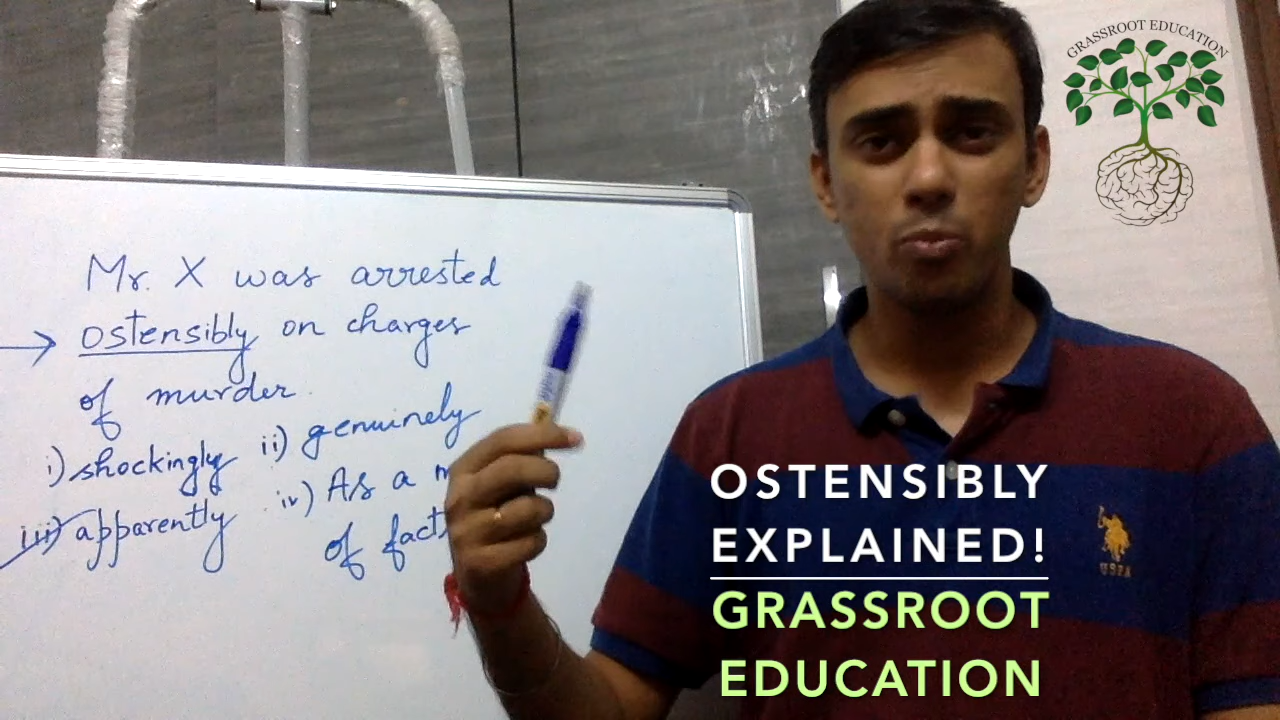 Mr. X was arrested
→ ostensibly on charges
of murder.
i) shockingly ii) genuinely
iii) apparently iv) As a
of fact
GRASSROOT EDUCATION
OSTENSIBLY
EXPLAINED!
GRASSROOT
EDUCATION
USPA